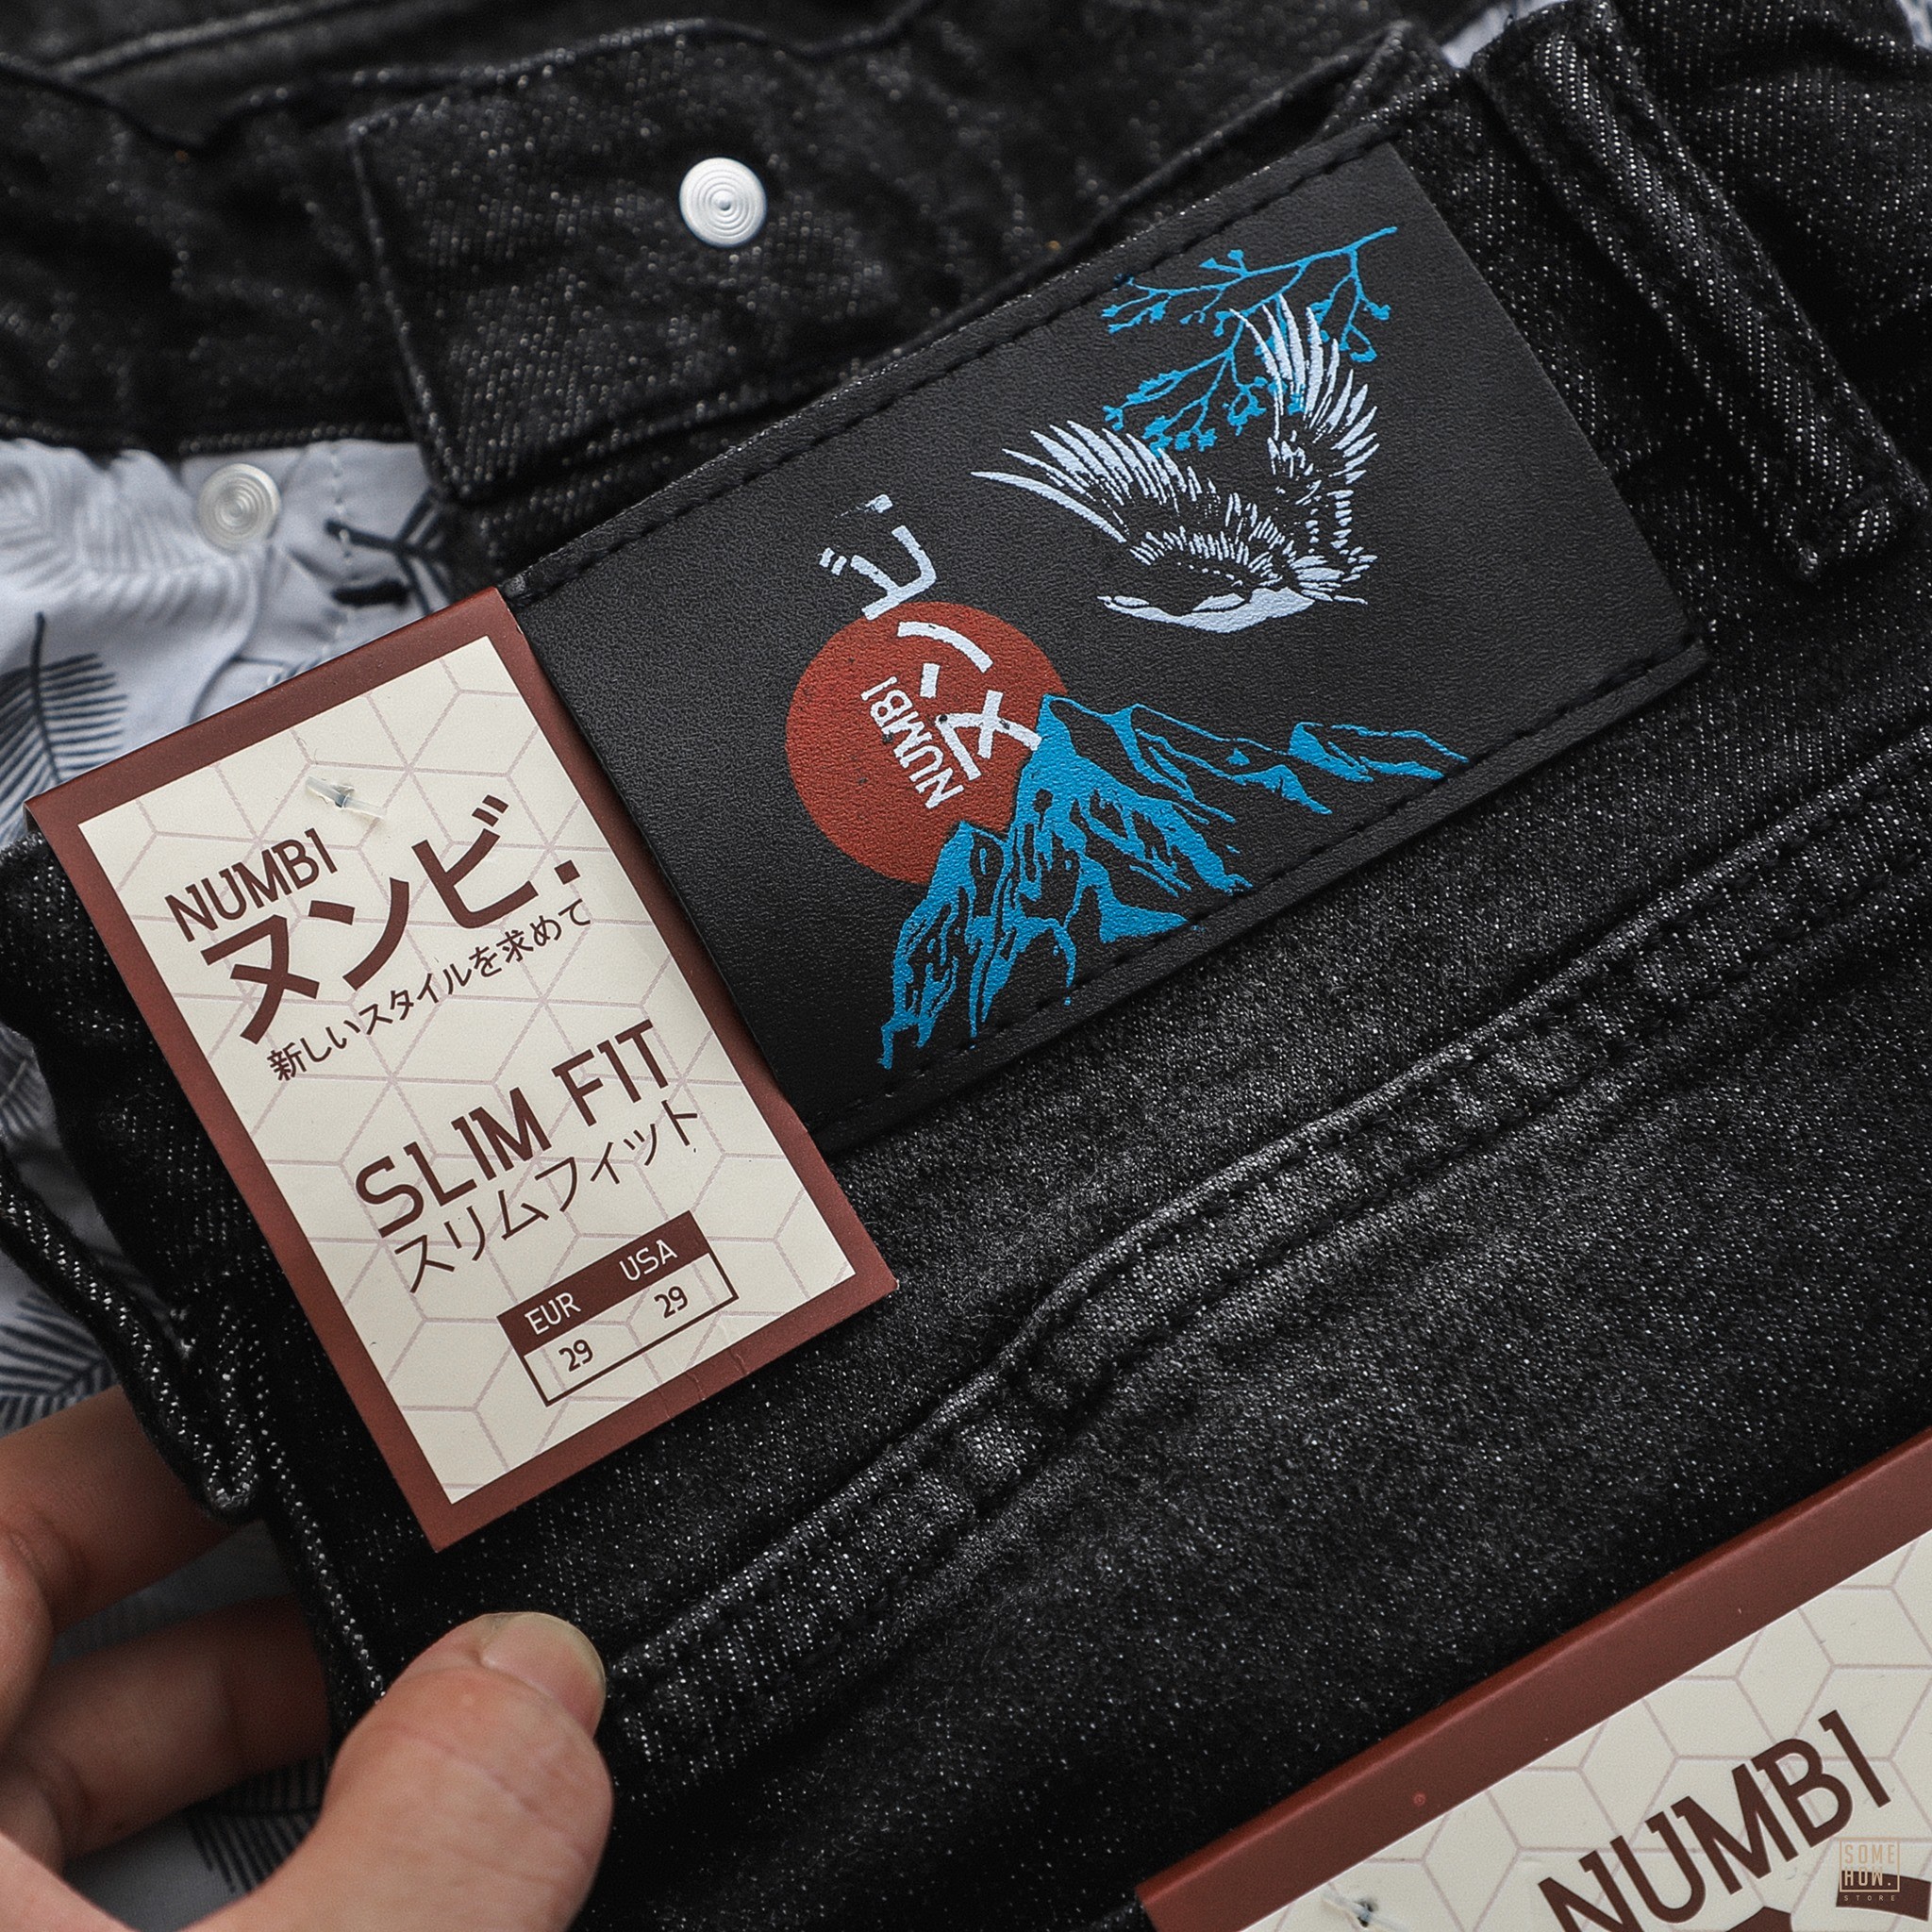 NUMBI
ヌンビ.
新しいスタイルを求めて
SLIM FIT
スリムフィット
EUR USA
29 29
ヌンビ.
NUMBI
NUMBI
SOME
HOW.
STORE